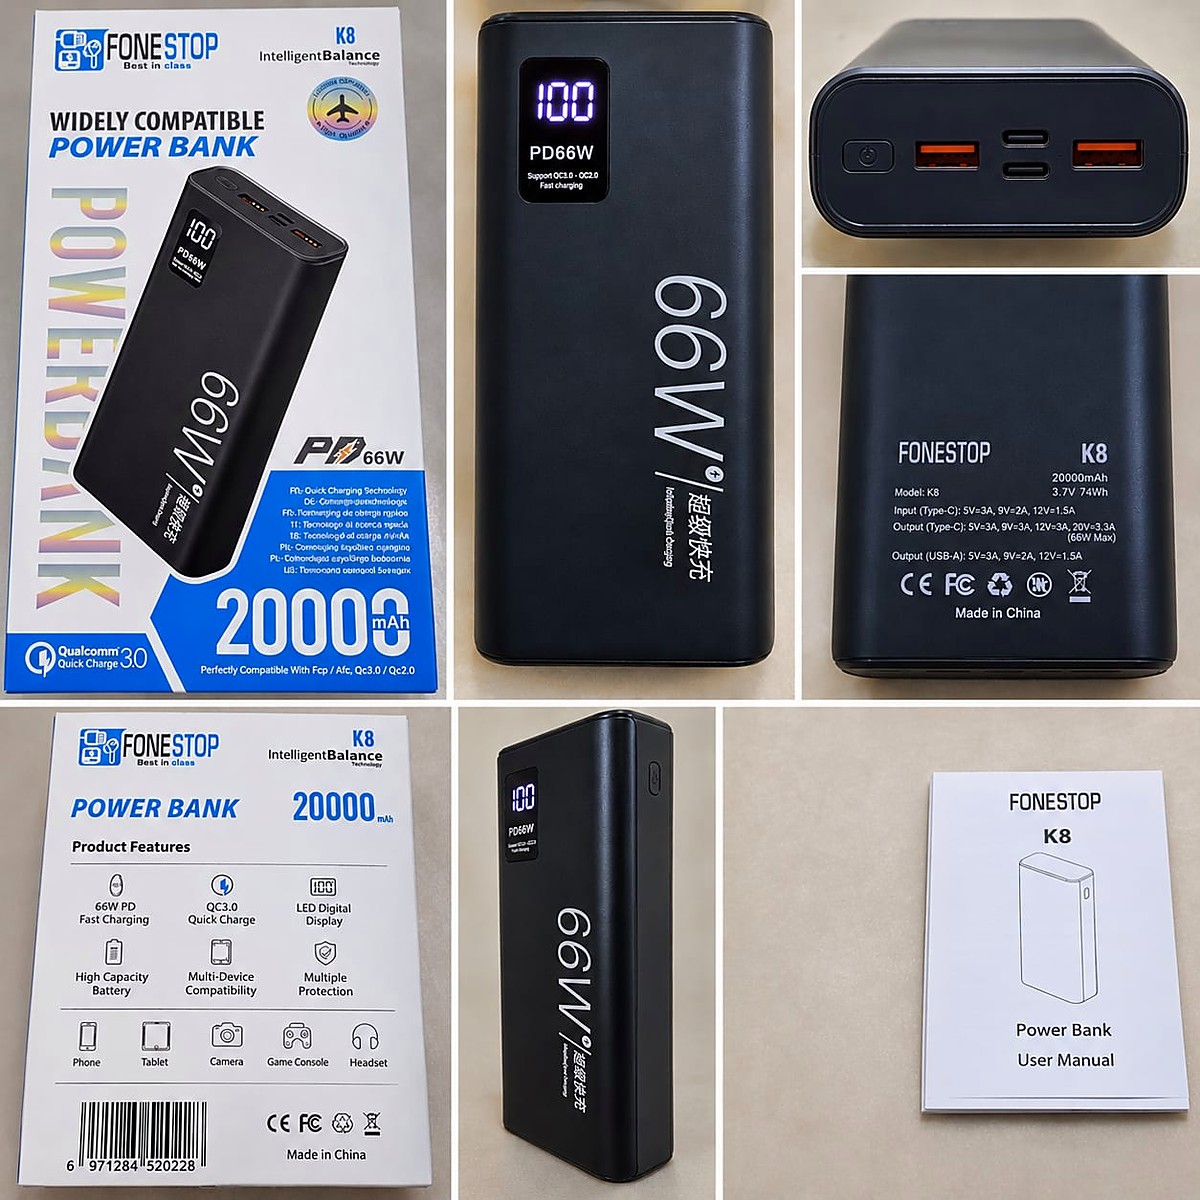 FONESTOP
Best in class
K8
IntelligentBalance
Technology
WIDELY COMPATIBLE
POWER BANK
POWERBANK
100
PD66W
66W
超级快充
PD 66W
20000mAh
Qualcomm
Quick Charge 3.0
Perfectly Compatible With Fcp / Afc, Qc3.0 / Qc2.0
100
PD66W
Support QC3.0 - QC2.0
Fast charging
66W
超级快充
FONESTOP
K8
20000mAh
Model: K8
3.7V 74Wh
Input (Type-C): 5V=3A, 9V=2A, 12V=1.5A
Output (Type-C): 5V=3A, 9V=3A, 12V=3A, 20V=3.3A
(66W Max)
Output (USB-A): 5V=3A, 9V=2A, 12V=1.5A
CE FC
Made in China
FONESTOP
Best in class
K8
IntelligentBalance
Technology
POWER BANK
20000 mAh
Product Features
66W PD
Fast Charging
QC3.0
Quick Charge
100
LED Digital
Display
High Capacity
Battery
Multi-Device
Compatibility
Multiple
Protection
Phone
Tablet
Camera
Game Console
Headset
6 971284 520228
CE FC
Made in China
100
PD66W
66W
超级快充
FONESTOP
K8
Power Bank
User Manual